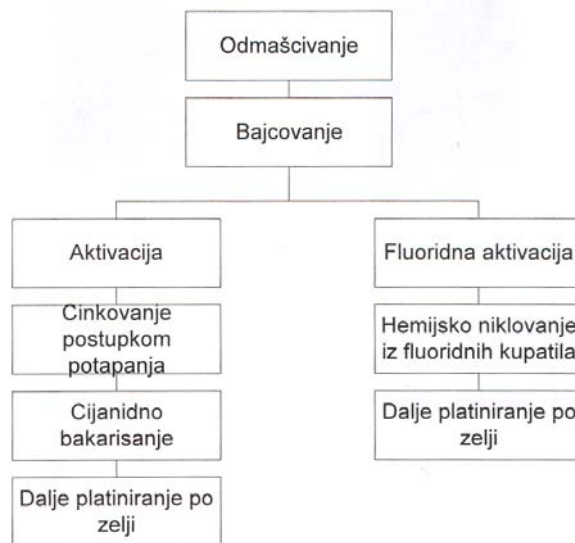 Odmašcivanje
Bajcovanje
Aktivacija
Cinkovanje
postupkom
potapanja
Cijanidno
bakarisanje
Dalje platiniranje po
zelji
Fluoridna aktivacija
Hemijsko niklovanje
iz fluoridnih kupatila
Dalje platiniranje po
zelji